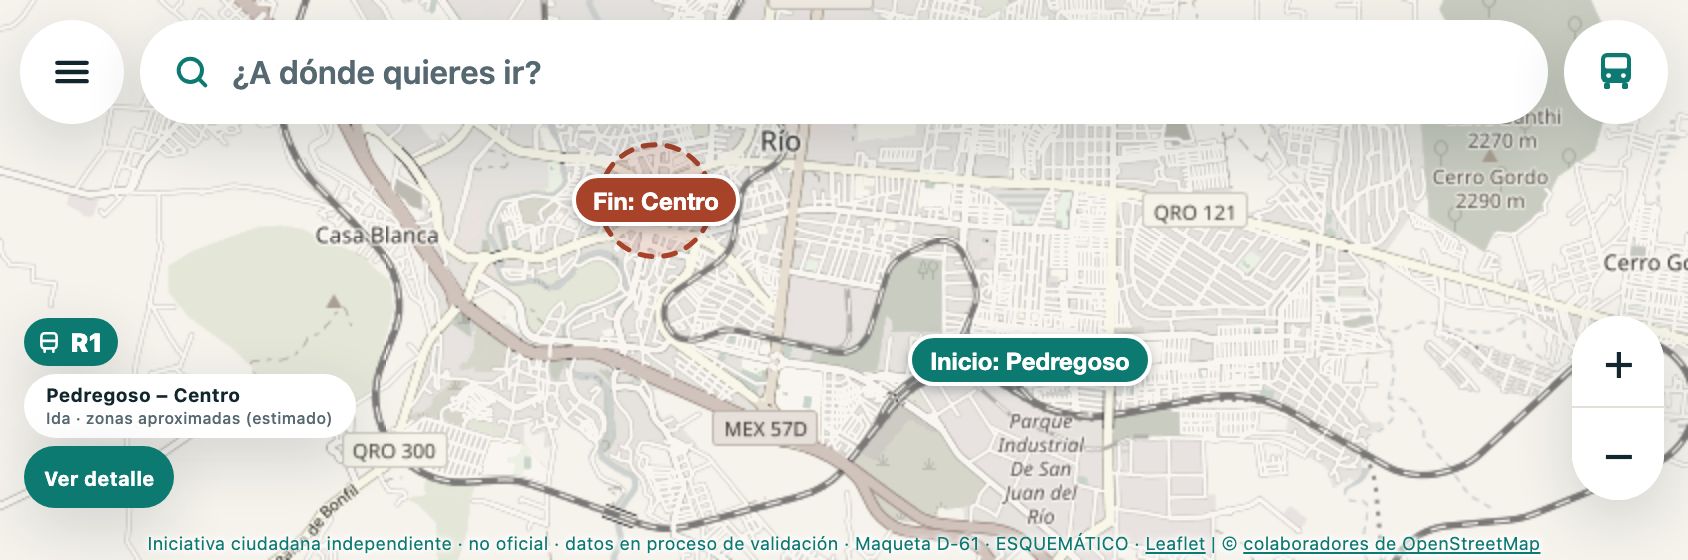 ¿A dónde quieres ir?
Río
2270 m
Cerro Gordo
2290 m
Fin: Centro
QRO 121
Casa Blanca
R1
Inicio: Pedregoso
Pedregoso – Centro
Ida · zonas aproximadas (estimado)
MEX 57D
Parque
Industrial
De San
Juan del
Río
QRO 300
Ver detalle
de Bonfil
Iniciativa ciudadana independiente · no oficial · datos en proceso de validación · Maqueta D-61 · ESQUEMÁTICO · Leaflet | © colaboradores de OpenStreetMap